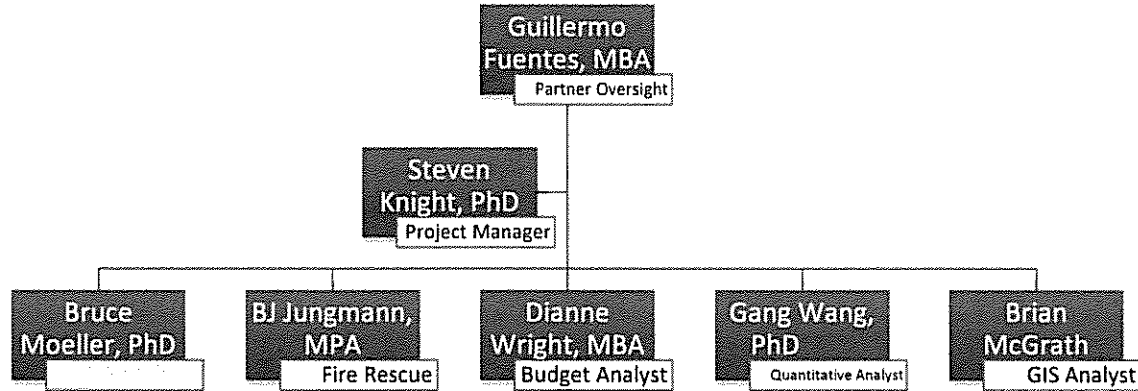 Guillermo
Fuentes, MBA
Partner Oversight
Steven
Knight, PhD
Project Manager
Bruce
Moeller, PhD
BJ Jungmann,
MPA
Fire Rescue
Dianne
Wright, MBA
Budget Analyst
Gang Wang,
PhD
Quantitative Analyst
Brian
McGrath
GIS Analyst